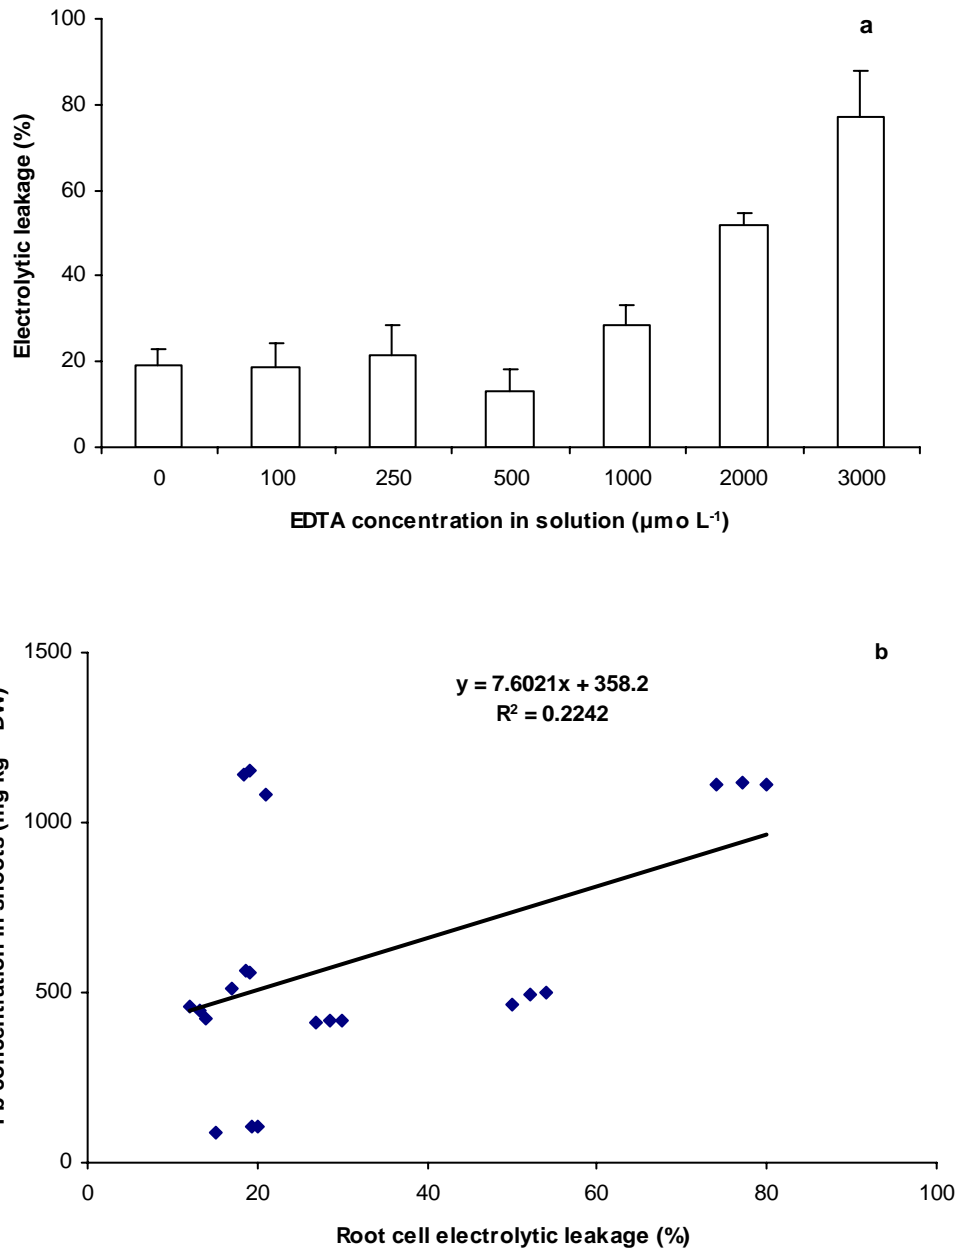 a
100
80
60
40
20
0
Electrolytic leakage (%)
0 100 250 500 1000 2000 3000
EDTA concentration in solution (µmo L⁻¹)
b
1500
1000
500
0
y = 7.6021x + 358.2
R² = 0.2242
0 20 40 60 80 100
Root cell electrolytic leakage (%)